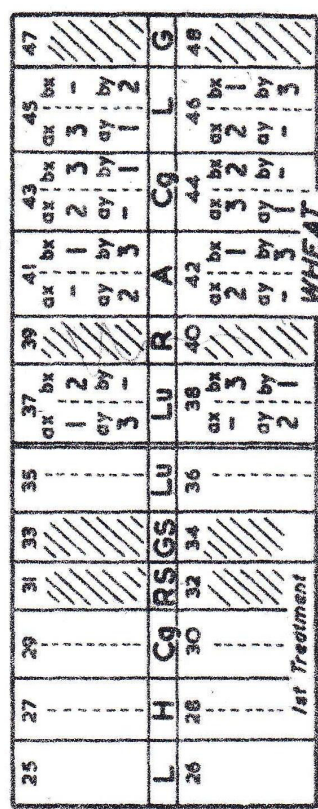 25 27 29 31 33 35 37 39 41 43 45 47
ax bx ax bx ax bx ax bx
1 2 - 1 2 3 3 -
ay by ay by ay by ay by
3 - 2 3 - 1 1 2
L H Cg RS GS Lu Lu R A Cg L G
26 28 30 32 34 36 38 40 42 44 46 48
ax bx ax bx ax bx ax bx
- 3 2 1 3 2 2 1
ay by ay by ay by ay by
2 1 - 3 1 - - 3
1st Treatment WHEAT